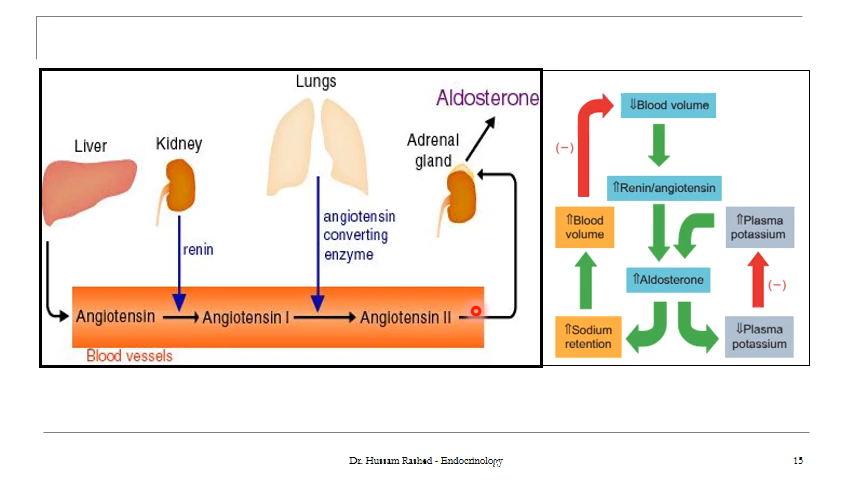 Lungs
Aldosterone
Liver
Kidney
Adrenal
gland
angiotensin
converting
enzyme
renin
Angiotensin
Angiotensin I
Angiotensin II
Blood vessels
⇓Blood volume
(−)
⇑Renin/angiotensin
⇑Blood
volume
⇑Plasma
potassium
⇑Aldosterone
(−)
⇑Sodium
retention
⇓Plasma
potassium
Dr. Hussam Rashed - Endocrinology
15